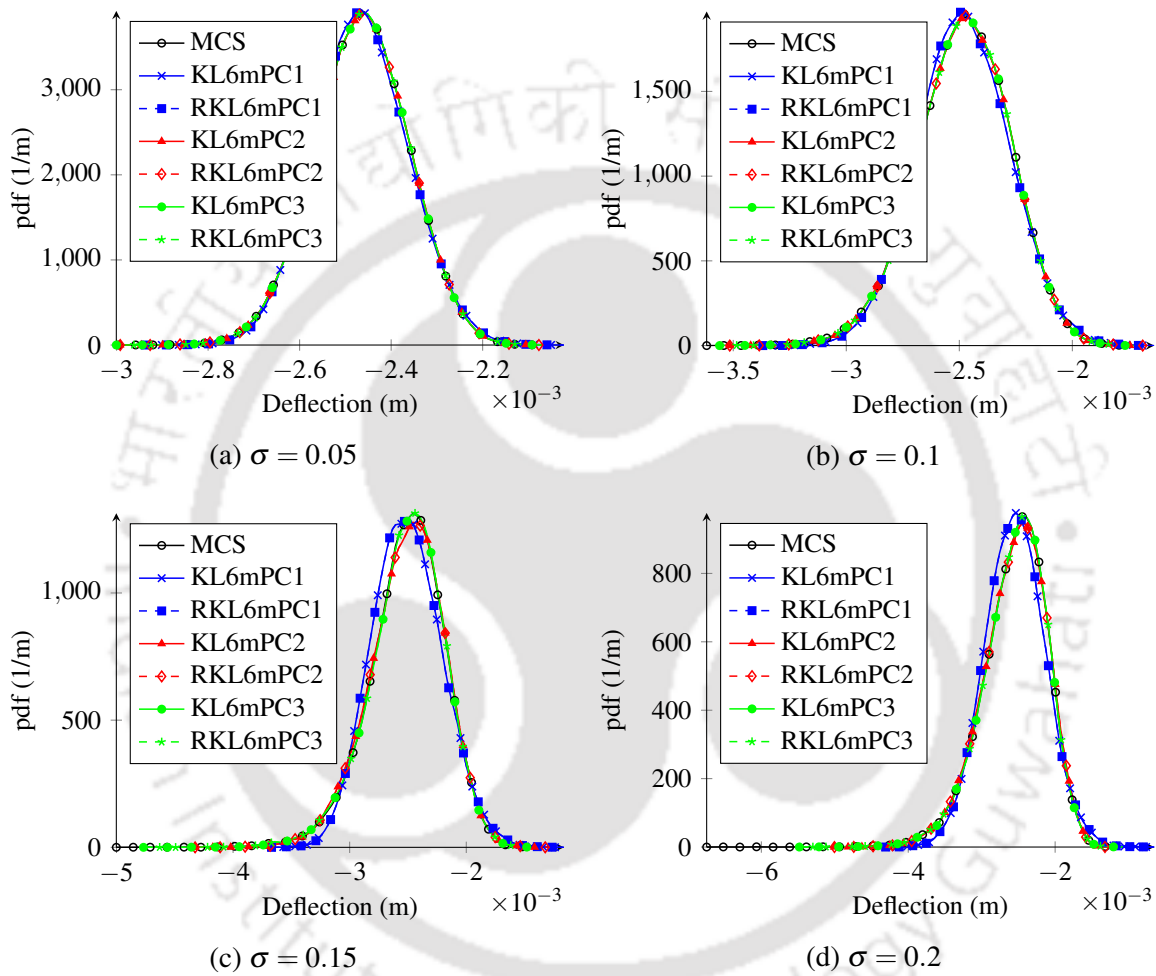 MCS
KL6mPC1
RKL6mPC1
KL6mPC2
RKL6mPC2
KL6mPC3
RKL6mPC3
3,000
2,000
1,000
0
pdf (1/m)
−3
−2.8
−2.6
−2.4
−2.2
×10⁻³
Deflection (m)
(a) σ = 0.05
MCS
KL6mPC1
RKL6mPC1
KL6mPC2
RKL6mPC2
KL6mPC3
RKL6mPC3
1,500
1,000
500
0
pdf (1/m)
−3.5
−3
−2.5
−2
×10⁻³
Deflection (m)
(b) σ = 0.1
MCS
KL6mPC1
RKL6mPC1
KL6mPC2
RKL6mPC2
KL6mPC3
RKL6mPC3
1,000
500
0
pdf (1/m)
−5
−4
−3
−2
×10⁻³
Deflection (m)
(c) σ = 0.15
MCS
KL6mPC1
RKL6mPC1
KL6mPC2
RKL6mPC2
KL6mPC3
RKL6mPC3
800
600
400
200
0
pdf (1/m)
−6
−4
−2
×10⁻³
Deflection (m)
(d) σ = 0.2
Guwahati